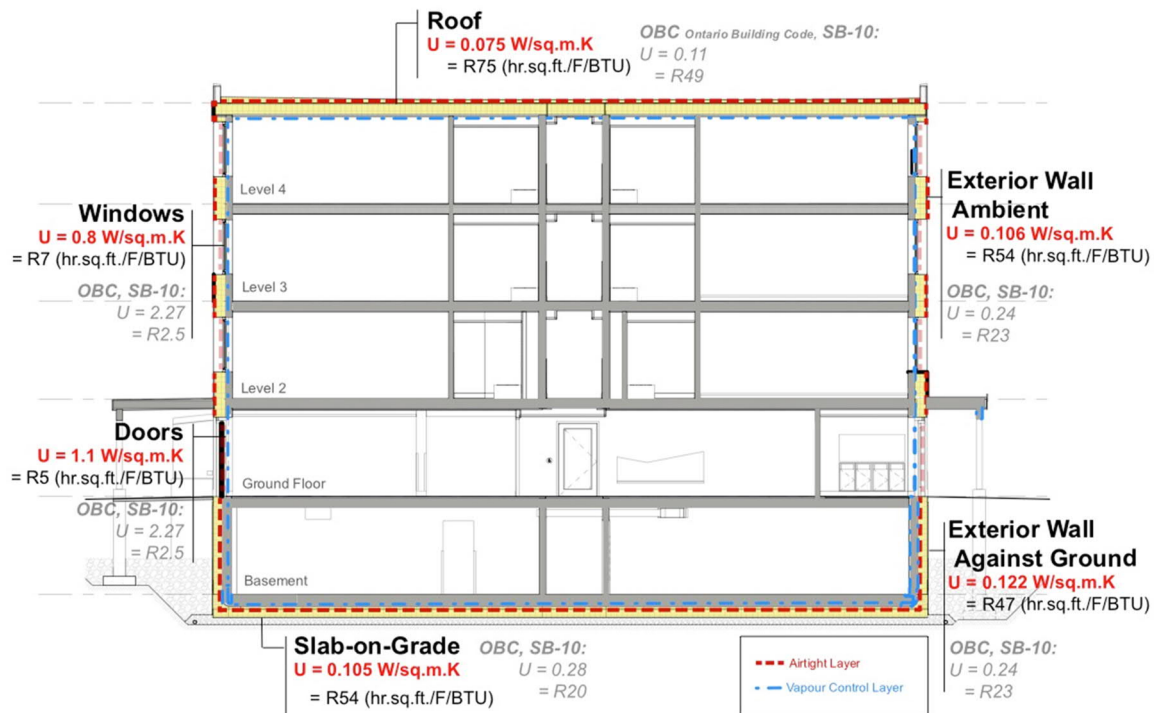 Roof
U = 0.075 W/sq.m.K
= R75 (hr.sq.ft./F/BTU)
OBC Ontario Building Code, SB-10:
U = 0.11
= R49
Level 4
Windows
U = 0.8 W/sq.m.K
= R7 (hr.sq.ft./F/BTU)
OBC, SB-10:
U = 2.27
= R2.5
Exterior Wall
Ambient
U = 0.106 W/sq.m.K
= R54 (hr.sq.ft./F/BTU)
OBC, SB-10:
U = 0.24
= R23
Level 3
Level 2
Doors
U = 1.1 W/sq.m.K
= R5 (hr.sq.ft./F/BTU)
OBC, SB-10:
U = 2.27
= R2.5
Ground Floor
Basement
Exterior Wall
Against Ground
U = 0.122 W/sq.m.K
= R47 (hr.sq.ft./F/BTU)
OBC, SB-10:
U = 0.24
= R23
Slab-on-Grade
U = 0.105 W/sq.m.K
= R54 (hr.sq.ft./F/BTU)
OBC, SB-10:
U = 0.28
= R20
Airtight Layer
Vapour Control Layer